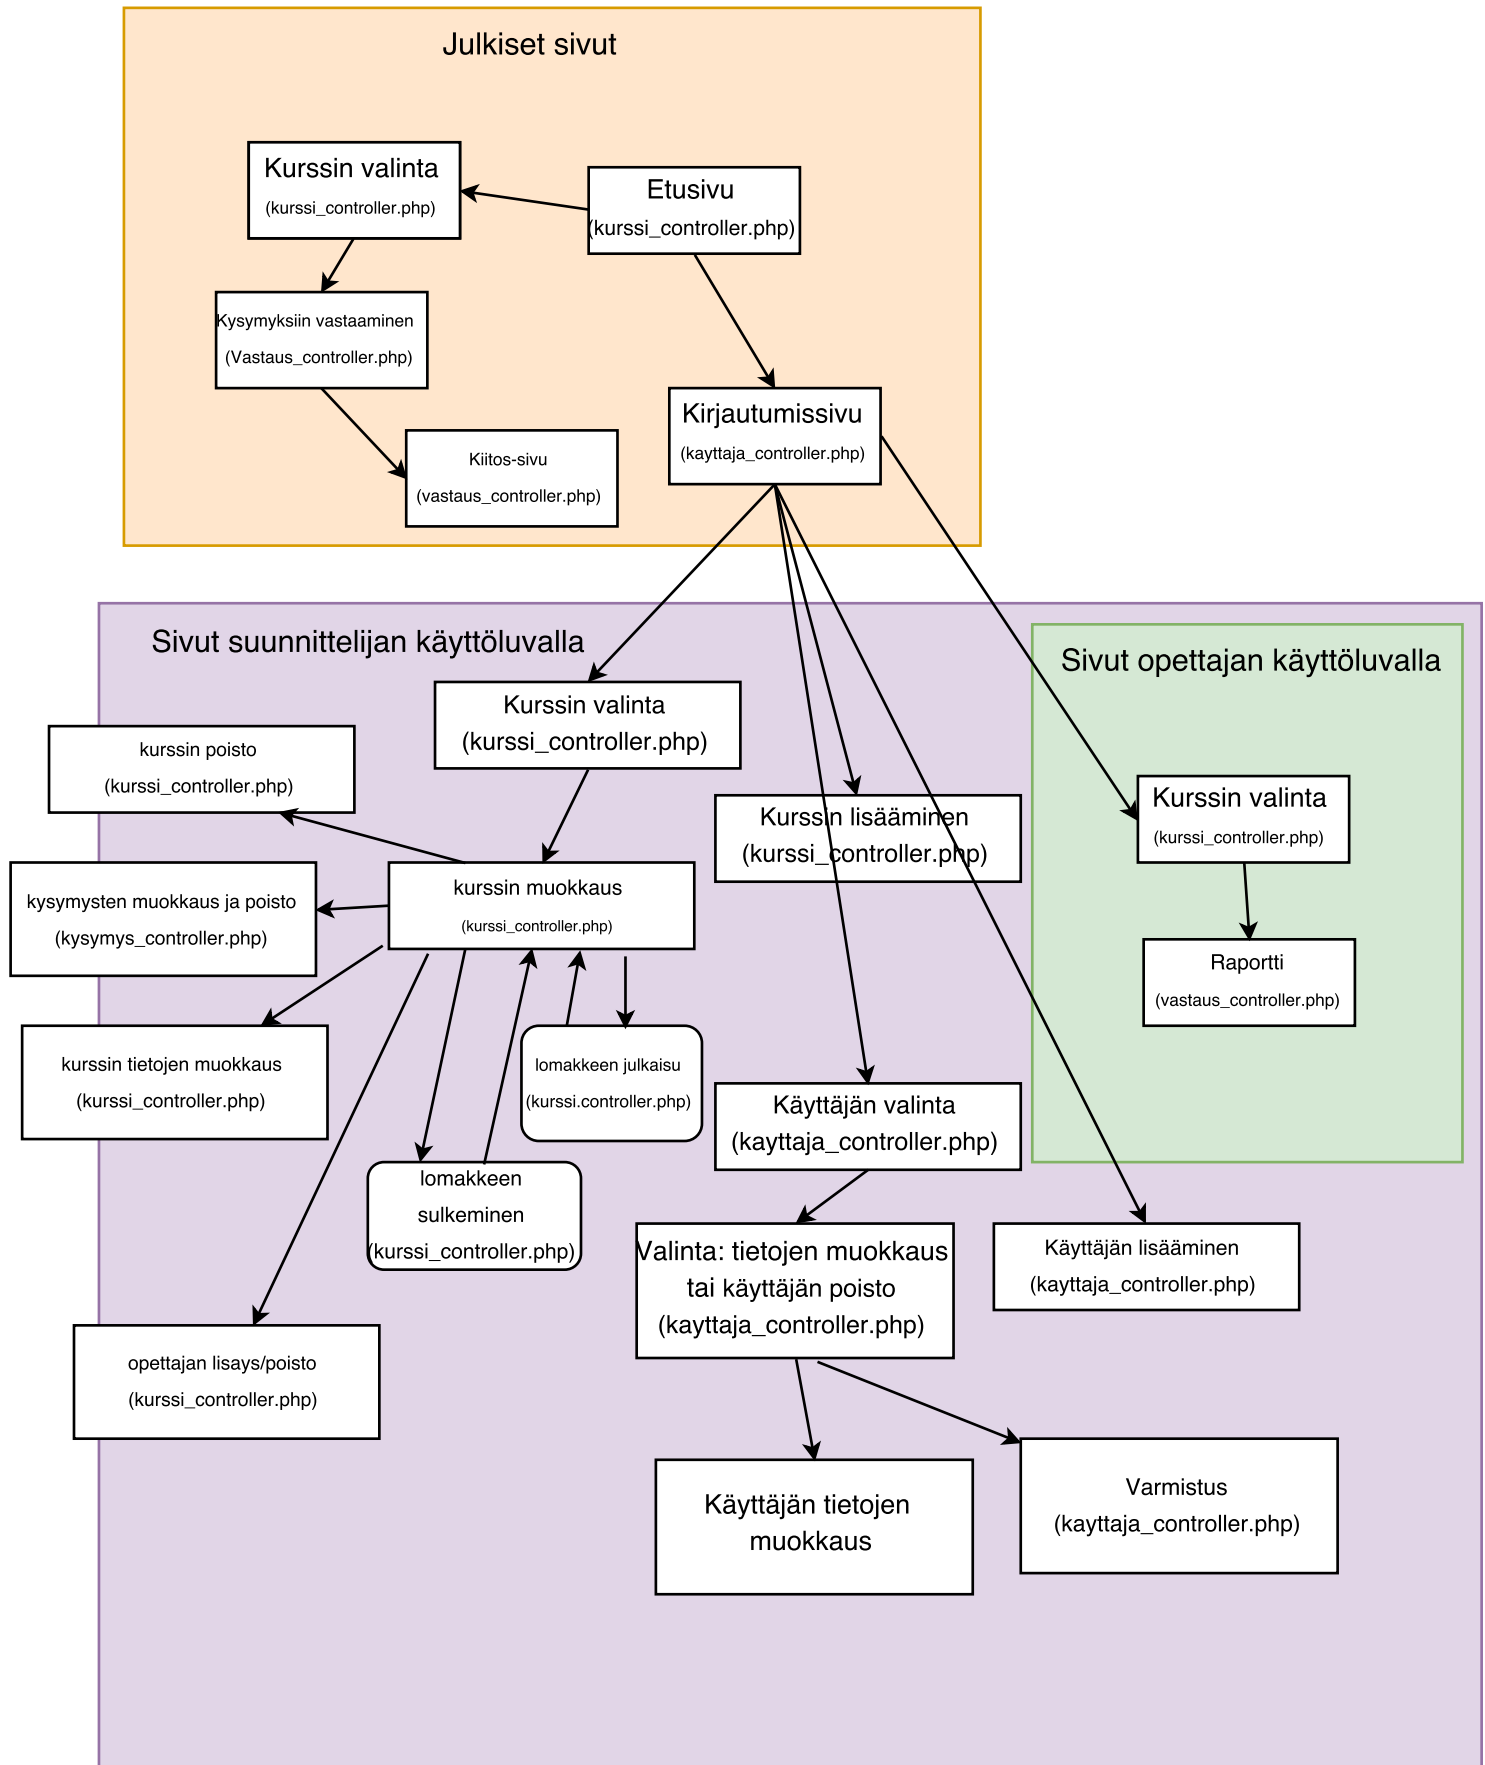 Julkiset sivut
Kurssin valinta
(kurssi_controller.php)
Etusivu
(kurssi_controller.php)
Kysymyksiin vastaaminen
(Vastaus_controller.php)
Kirjautumissivu
(kayttaja_controller.php)
Kiitos-sivu
(vastaus_controller.php)
Sivut suunnittelijan käyttöluvalla
Sivut opettajan käyttöluvalla
Kurssin valinta
(kurssi_controller.php)
kurssin poisto
(kurssi_controller.php)
Kurssin lisääminen
(kurssi_controller.php)
Kurssin valinta
(kurssi_controller.php)
kurssin muokkaus
(kurssi_controller.php)
kysymysten muokkaus ja poisto
(kysymys_controller.php)
Raportti
(vastaus_controller.php)
kurssin tietojen muokkaus
(kurssi_controller.php)
lomakkeen julkaisu
(kurssi.controller.php)
Käyttäjän valinta
(kayttaja_controller.php)
lomakkeen
sulkeminen
(kurssi_controller.php)
Valinta: tietojen muokkaus
tai käyttäjän poisto
(kayttaja_controller.php)
Käyttäjän lisääminen
(kayttaja_controller.php)
opettajan lisays/poisto
(kurssi_controller.php)
Käyttäjän tietojen
muokkaus
Varmistus
(kayttaja_controller.php)